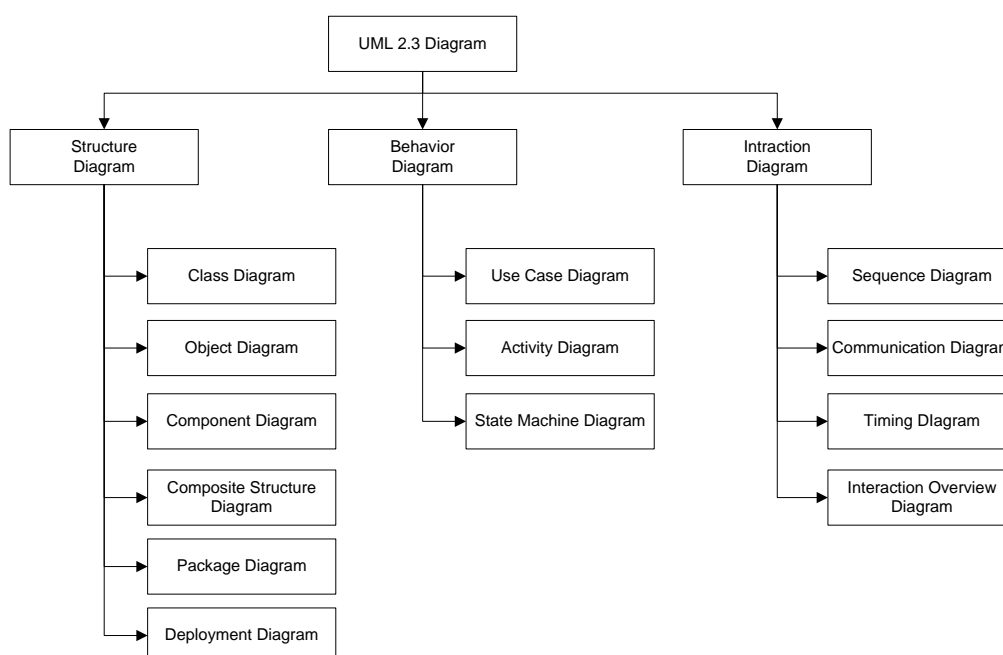 UML 2.3 Diagram
Structure
Diagram
Behavior
Diagram
Intraction
Diagram
Class Diagram
Object Diagram
Component Diagram
Composite Structure
Diagram
Package Diagram
Deployment Diagram
Use Case Diagram
Activity Diagram
State Machine Diagram
Sequence Diagram
Communication Diagram
Timing DIagram
Interaction Overview
Diagram